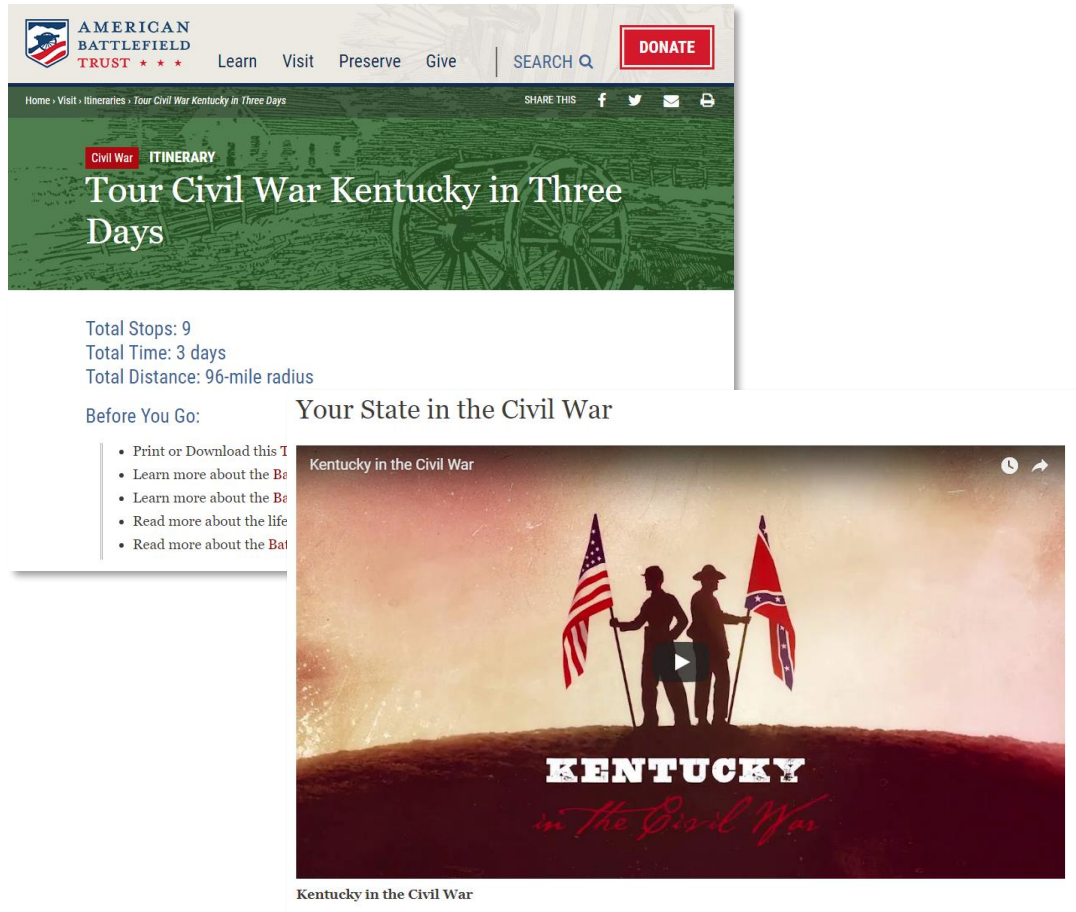 AMERICAN
BATTLEFIELD
TRUST ★ ★ ★
Learn Visit Preserve Give SEARCH DONATE
Home › Visit › Itineraries › Tour Civil War Kentucky in Three Days SHARE THIS
Civil War ITINERARY
Tour Civil War Kentucky in Three
Days
Total Stops: 9
Total Time: 3 days
Total Distance: 96-mile radius
Before You Go:
• Print or Download this
• Learn more about the
• Learn more about the
• Read more about the life
• Read more about the
Your State in the Civil War
Kentucky in the Civil War
KENTUCKY
in the Civil War
Kentucky in the Civil War